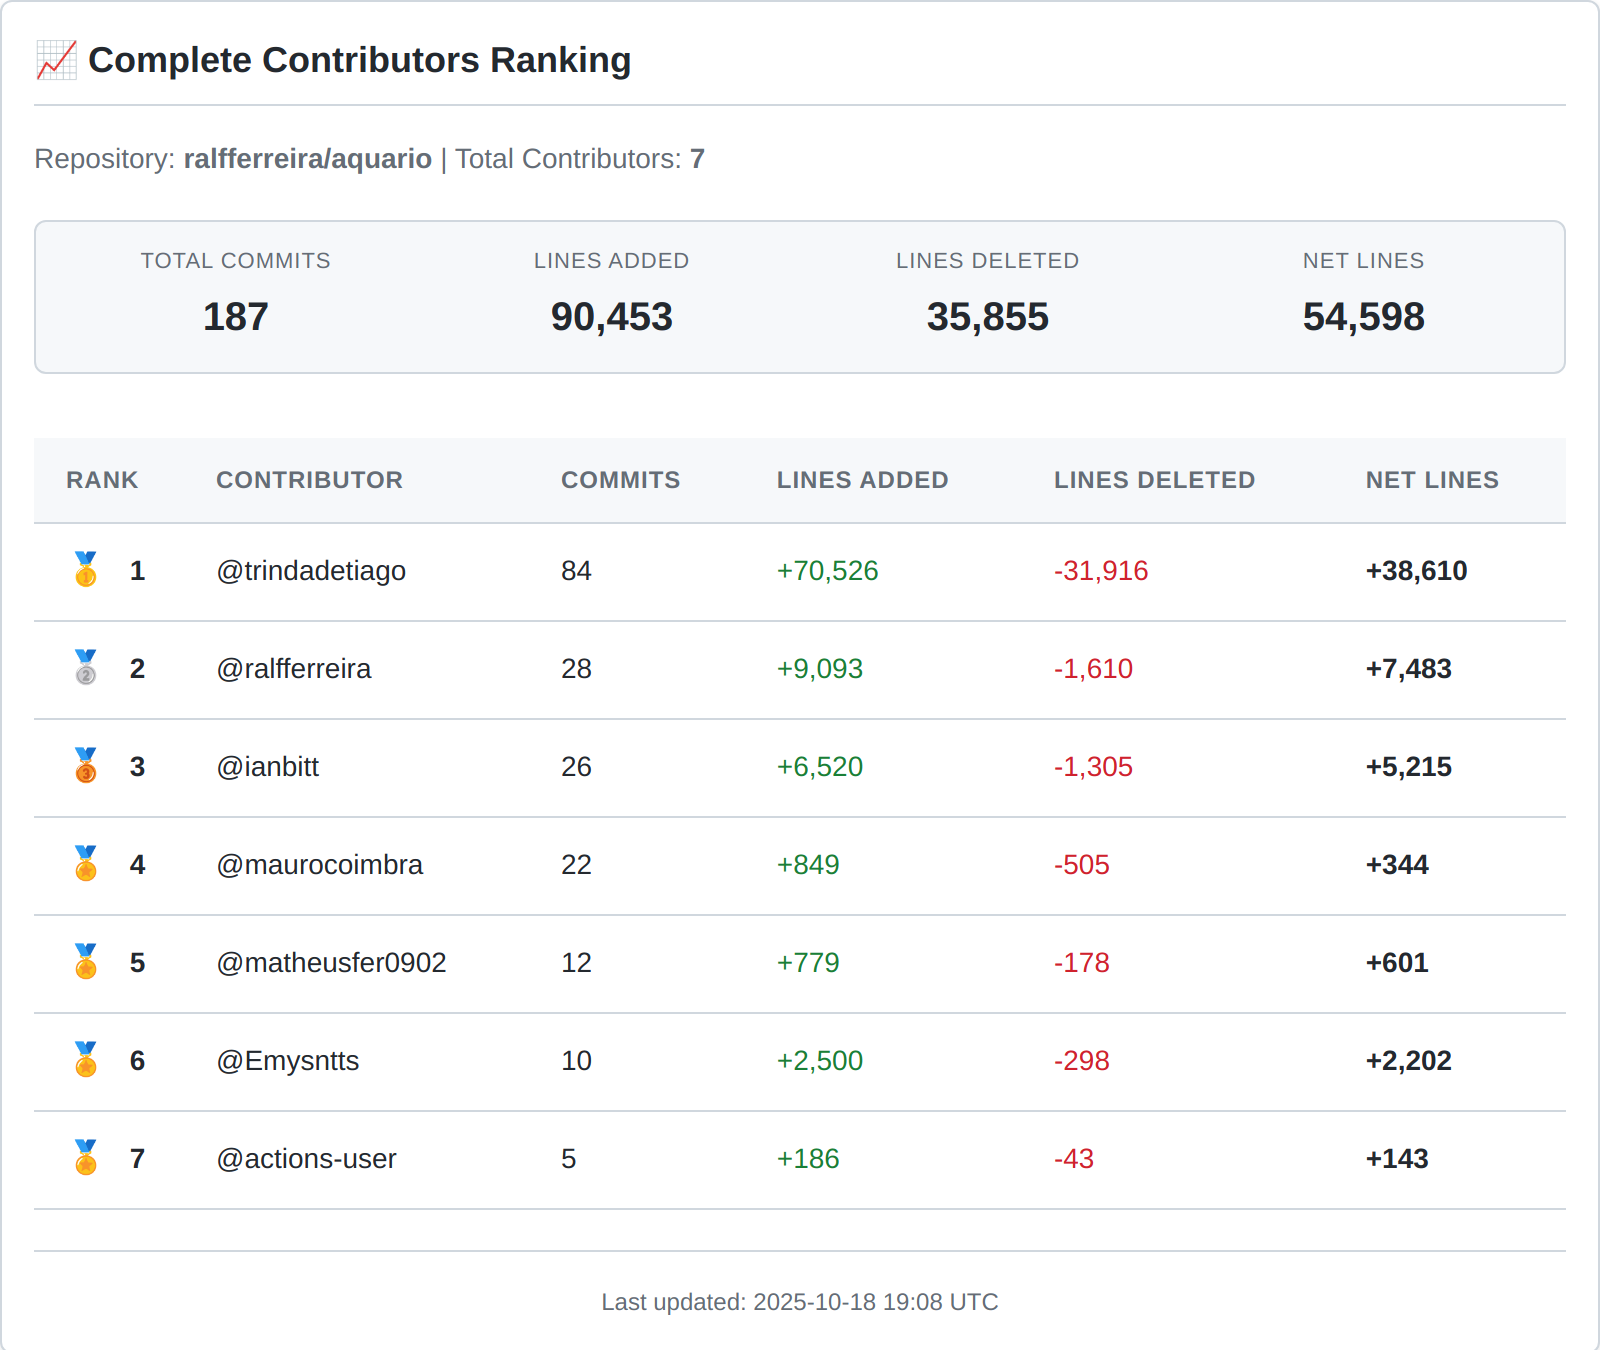 📈 Complete Contributors Ranking
Repository: ralfferreira/aquario | Total Contributors: 7
TOTAL COMMITS LINES ADDED LINES DELETED NET LINES
187 90,453 35,855 54,598
RANK CONTRIBUTOR COMMITS LINES ADDED LINES DELETED NET LINES
🥇 1 @trindadetiago 84 +70,526 -31,916 +38,610
🥈 2 @ralfferreira 28 +9,093 -1,610 +7,483
🥉 3 @ianbitt 26 +6,520 -1,305 +5,215
🏅 4 @maurocoimbra 22 +849 -505 +344
🏅 5 @matheusfer0902 12 +779 -178 +601
🏅 6 @Emysntts 10 +2,500 -298 +2,202
🏅 7 @actions-user 5 +186 -43 +143
Last updated: 2025-10-18 19:08 UTC